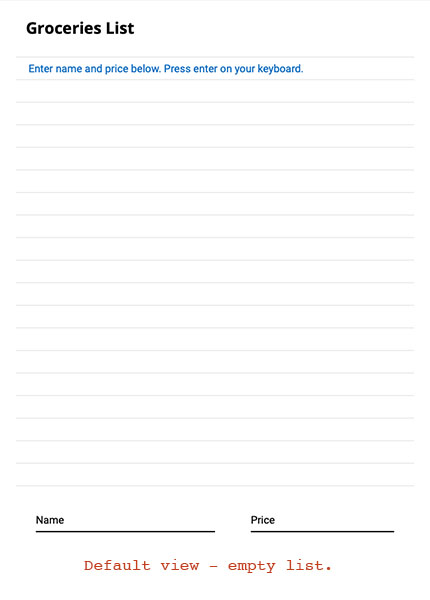 Groceries List
Enter name and price below. Press enter on your keyboard.
Name Price
Default view - empty list.